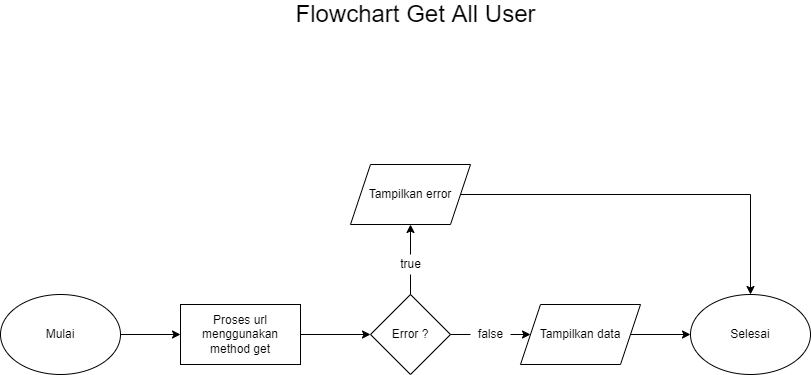 Flowchart Get All User
Tampilkan error
true
Mulai
Proses url
menggunakan
method get
Error ?
false
Tampilkan data
Selesai